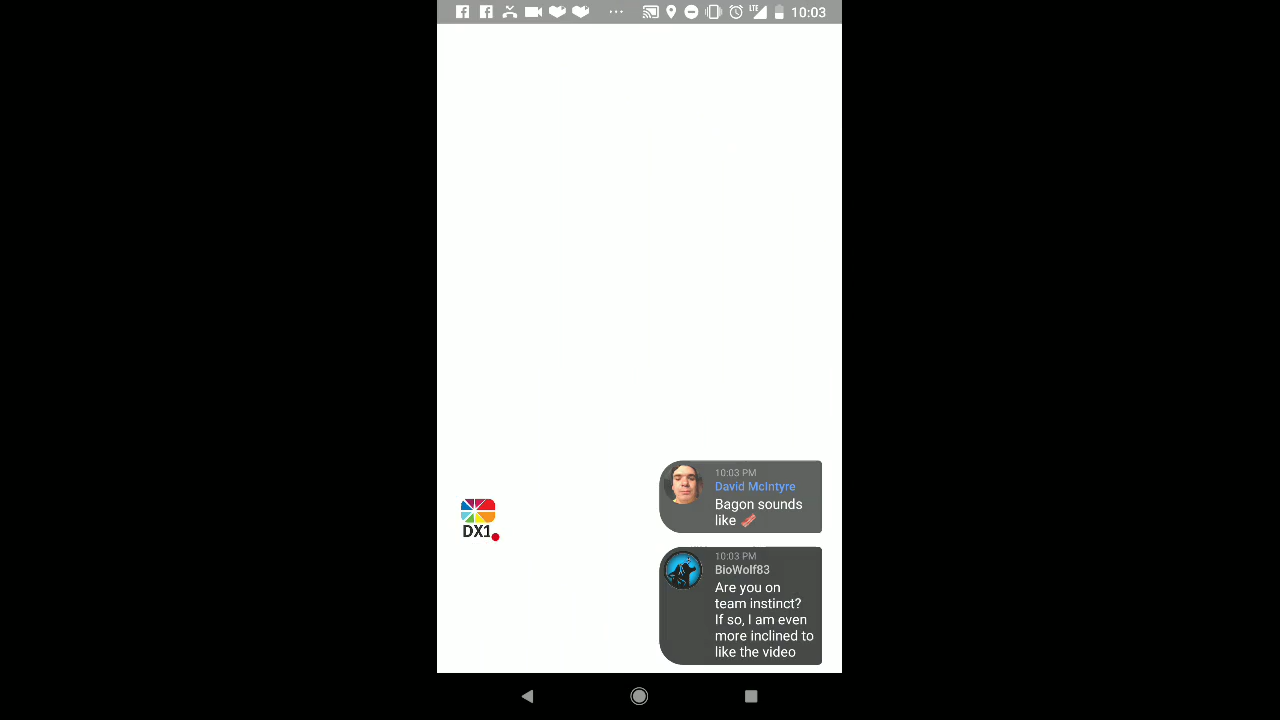 LTE 10:03
10:03 PM
David McIntyre
Bagon sounds
like 🥓
DX1
10:03 PM
BioWolf83
Are you on
team instinct?
If so, I am even
more inclined to
like the video